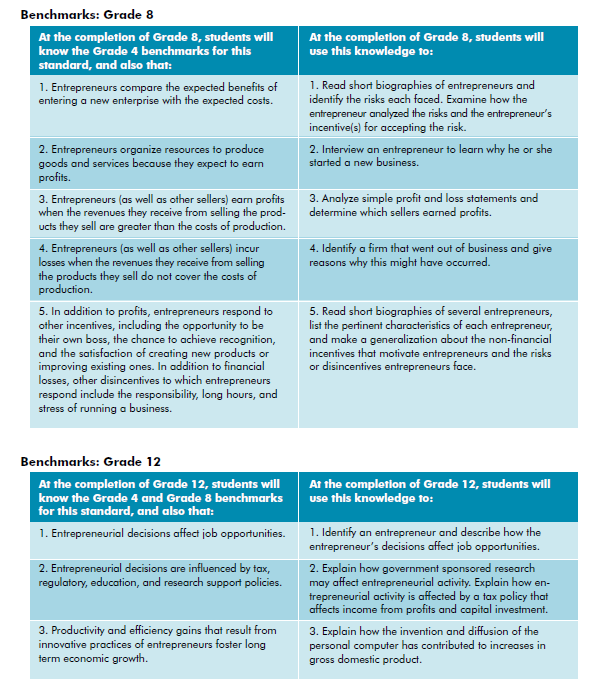 Benchmarks: Grade 8
At the completion of Grade 8, students will
know the Grade 4 benchmarks for this
standard, and also that:
At the completion of Grade 8, students will
use this knowledge to:
1. Entrepreneurs compare the expected benefits of
entering a new enterprise with the expected costs.
1. Read short biographies of entrepreneurs and
identify the risks each faced. Examine how the
entrepreneur analyzed the risks and the entrepreneur's
incentive(s) for accepting the risk.
2. Entrepreneurs organize resources to produce
goods and services because they expect to earn
profits.
2. Interview an entrepreneur to learn why he or she
started a new business.
3. Entrepreneurs (as well as other sellers) earn profits
when the revenues they receive from selling the prod-
ucts they sell are greater than the costs of production.
3. Analyze simple profit and loss statements and
determine which sellers earned profits.
4. Entrepreneurs (as well as other sellers) incur
losses when the revenues they receive from selling
the products they sell do not cover the costs of
production.
4. Identify a firm that went out of business and give
reasons why this might have occurred.
5. In addition to profits, entrepreneurs respond to
other incentives, including the opportunity to be
their own boss, the chance to achieve recognition,
and the satisfaction of creating new products or
improving existing ones. In addition to financial
losses, other disincentives to which entrepreneurs
respond include the responsibility, long hours, and
stress of running a business.
5. Read short biographies of several entrepreneurs,
list the pertinent characteristics of each entrepreneur,
and make a generalization about the non-financial
incentives that motivate entrepreneurs and the risks
or disincentives entrepreneurs face.
Benchmarks: Grade 12
At the completion of Grade 12, students will
know the Grade 4 and Grade 8 benchmarks
for this standard, and also that:
At the completion of Grade 12, students will
use this knowledge to:
1. Entrepreneurial decisions affect job opportunities.
1. Identify an entrepreneur and describe how the
entrepreneur's decisions affect job opportunities.
2. Entrepreneurial decisions are influenced by tax,
regulatory, education, and research support policies.
2. Explain how government sponsored research
may affect entrepreneurial activity. Explain how en-
trepreneurial activity is affected by a tax policy that
affects income from profits and capital investment.
3. Productivity and efficiency gains that result from
innovative practices of entrepreneurs foster long
term economic growth.
3. Explain how the invention and diffusion of the
personal computer has contributed to increases in
gross domestic product.